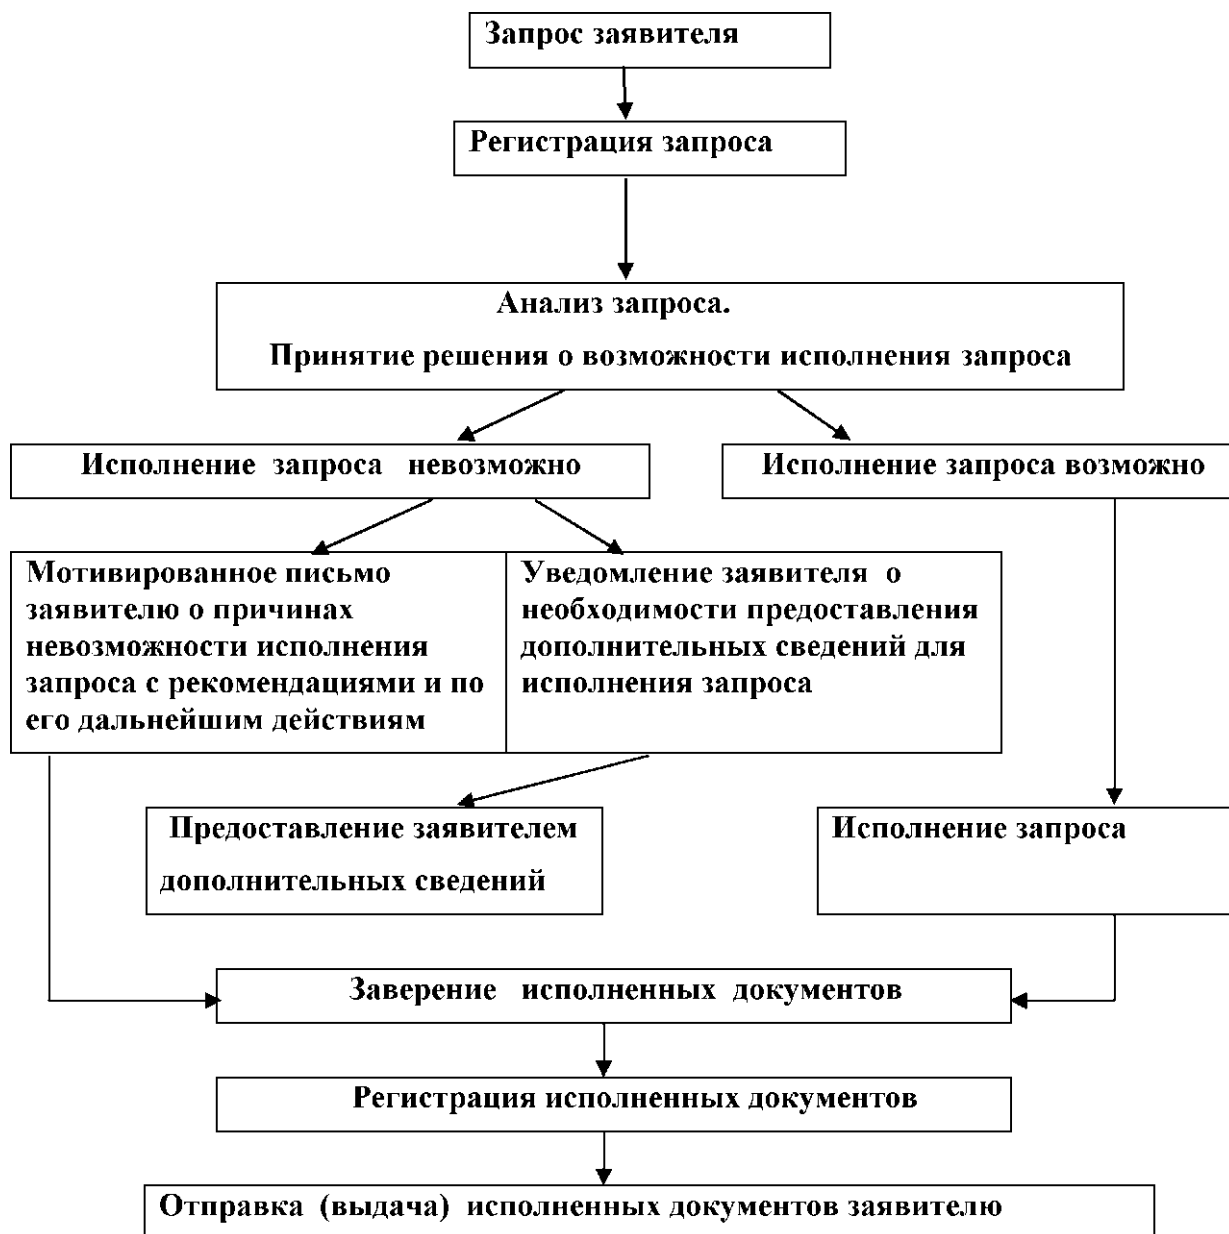 Запрос заявителя
Регистрация запроса
Анализ запроса.
Принятие решения о возможности исполнения запроса
Исполнение запроса невозможно
Исполнение запроса возможно
Мотивированное письмо
заявителю о причинах
невозможности исполнения
запроса с рекомендациями и по
его дальнейшим действиям
Уведомление заявителя о
необходимости предоставления
дополнительных сведений для
исполнения запроса
Предоставление заявителем
дополнительных сведений
Исполнение запроса
Заверение исполненных документов
Регистрация исполненных документов
Отправка (выдача) исполненных документов заявителю